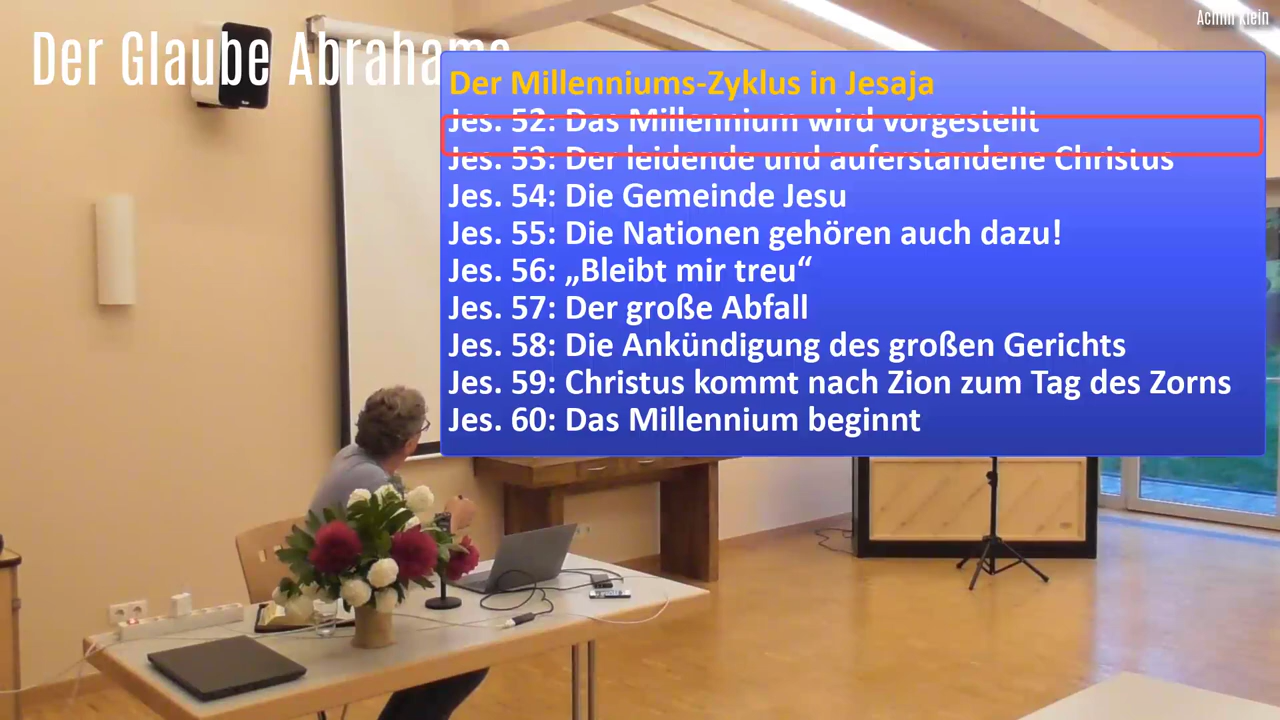 Achim Klein
Der Glaube Abrahams
Der Millenniums-Zyklus in Jesaja
Jes. 52: Das Millennium wird vorgestellt
Jes. 53: Der leidende und auferstandene Christus
Jes. 54: Die Gemeinde Jesu
Jes. 55: Die Nationen gehören auch dazu!
Jes. 56: „Bleibt mir treu“
Jes. 57: Der große Abfall
Jes. 58: Die Ankündigung des großen Gerichts
Jes. 59: Christus kommt nach Zion zum Tag des Zorns
Jes. 60: Das Millennium beginnt